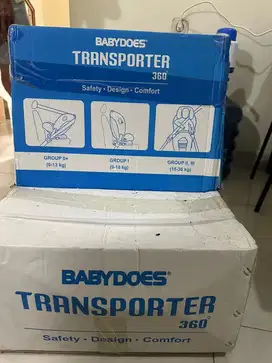 BABYDOES®
TRANSPORTER
360°
Safety • Design • Comfort
GROUP 0+
(0-13 kg)
GROUP I
(9-18 kg)
GROUP II, III
(15-36 kg)
BABYDOES®
TRANSPORTER
360°
Safety • Design • Comfort